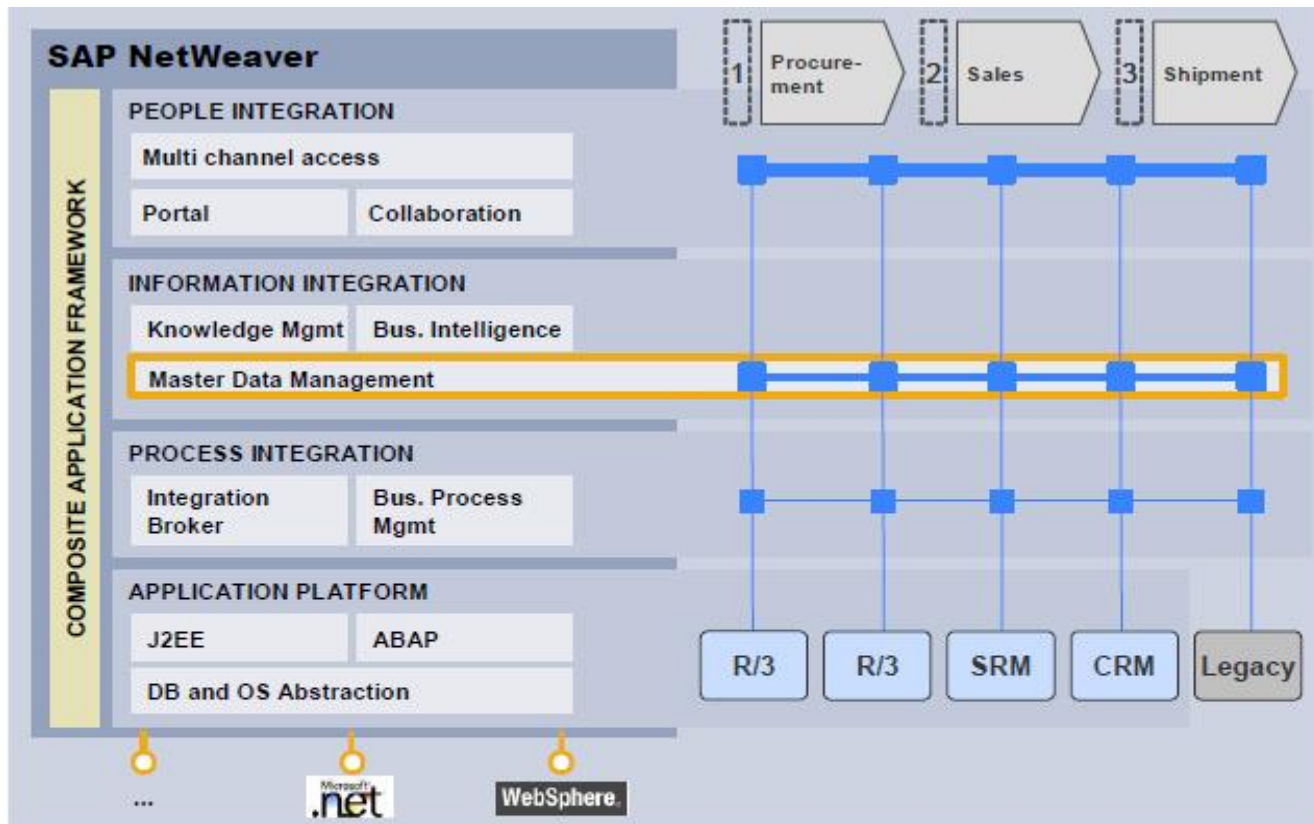 SAP NetWeaver
1
Procure-
ment
2
Sales
3
Shipment
COMPOSITE APPLICATION FRAMEWORK
PEOPLE INTEGRATION
Multi channel access
Portal
Collaboration
INFORMATION INTEGRATION
Knowledge Mgmt
Bus. Intelligence
Master Data Management
PROCESS INTEGRATION
Integration
Broker
Bus. Process
Mgmt
APPLICATION PLATFORM
J2EE
ABAP
DB and OS Abstraction
R/3
R/3
SRM
CRM
Legacy
...
Microsoft
.net
WebSphere.